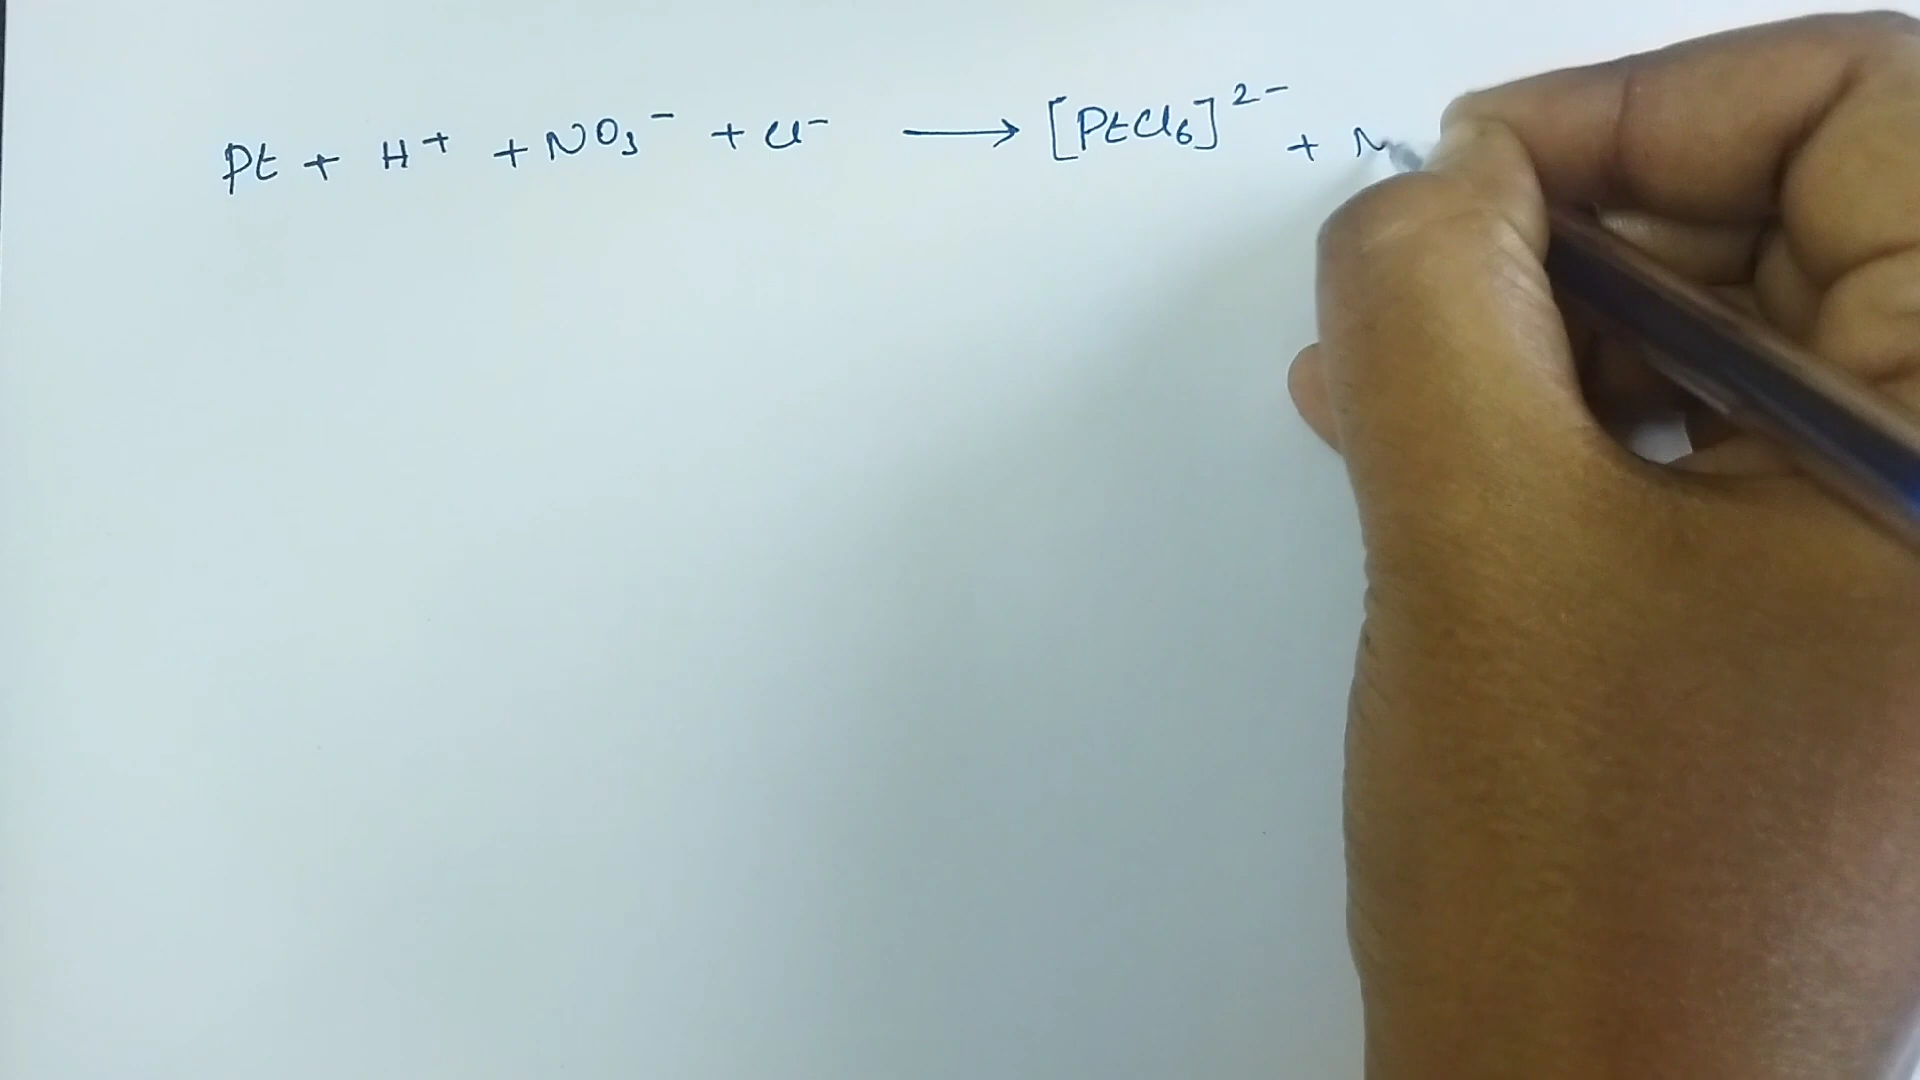 Pt + H⁺ + NO₃⁻ + Cl⁻ ⟶ [PtCl₆]²⁻ + N